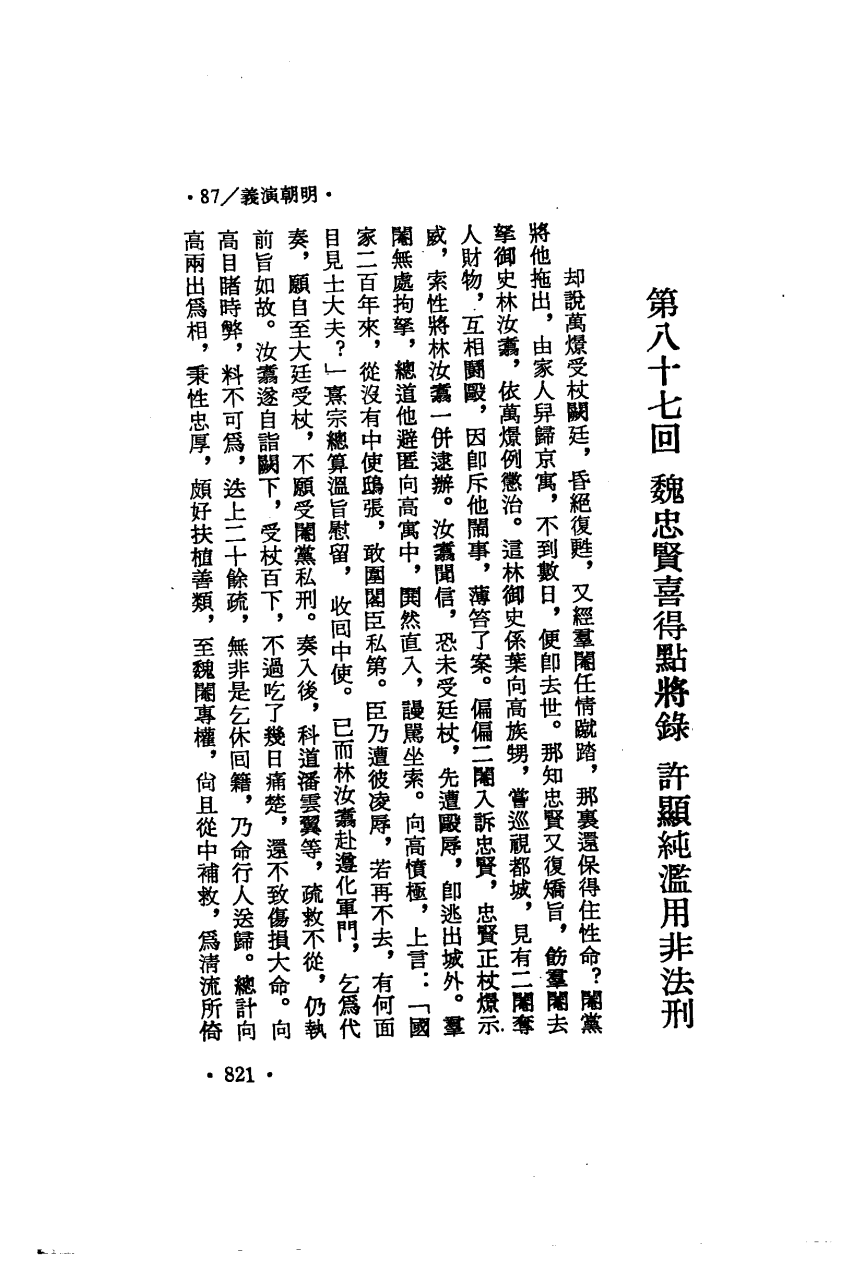 ·明朝演義／87·
第八十七回 魏忠賢喜得點將錄 許顯純濫用非法刑
却說萬燝受杖闕廷，昏絕復甦，又經羣閹任情蹴踏，那裏還保得住性命？閹黨
將他拖出，由家人舁歸京寓，不到數日，便卽去世。那知忠賢又復矯旨，飭羣閹去
拏御史林汝翥，依萬燝例懲治。這林御史係葉向高族甥，嘗巡視都城，見有二閹奪
人財物，互相鬭毆，因卽斥他鬧事，薄笞了案。偏偏二閹入訴忠賢，忠賢正杖燝示
威，索性將林汝翥一併逮辦。汝翥聞信，恐未受廷杖，先遭毆辱，卽逃出城外。羣
閹無處拘拏，總道他避匿向高寓中，鬨然直入，謾罵坐索。向高憤極，上言：「國
家二百年來，從沒有中使鴟張，敢圍閣臣私第。臣乃遭彼凌辱，若再不去，有何面
目見士大夫？」熹宗總算溫旨慰留，收回中使。已而林汝翥赴遵化軍門，乞爲代
奏，願自至大廷受杖，不願受閹黨私刑。奏入後，科道潘雲翼等，疏救不從，仍執
前旨如故。汝翥遂自詣闕下，受杖百下，不過吃了幾日痛楚，還不致傷損大命。向
高目睹時弊，料不可爲，迭上二十餘疏，無非是乞休回籍，乃命行人送歸。總計向
高兩出爲相，秉性忠厚，頗好扶植善類，至魏閹專權，尙且從中補救，爲淸流所倚
·821·